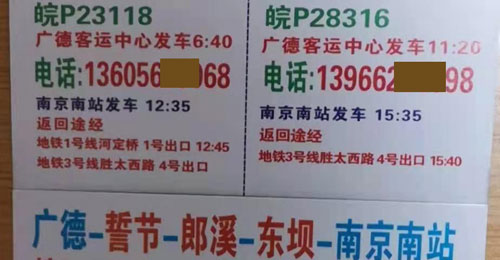 皖P23118
广德客运中心发车6:40
电话:13605668
南京南站发车 12:35
返回途经
地铁1号线河定桥 1号出口 12:45
地铁3号线胜太西路 4号出口
皖P28316
广德客运中心发车11:20
电话:1396698
南京南站发车 15:35
返回途经
地铁3号线胜太西路 4号出口 15:40
广德-誓节-郎溪-东坝-南京南站